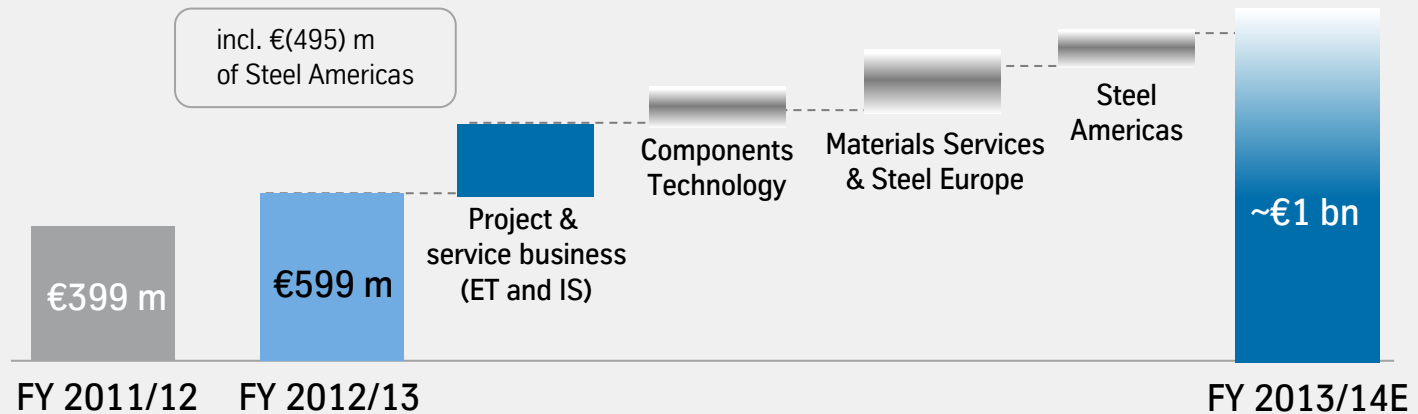 incl. €(495) m
of Steel Americas
€399 m
€599 m
Project &
service business
(ET and IS)
Components
Technology
Materials Services
& Steel Europe
Steel
Americas
~€1 bn
FY 2011/12
FY 2012/13
FY 2013/14E